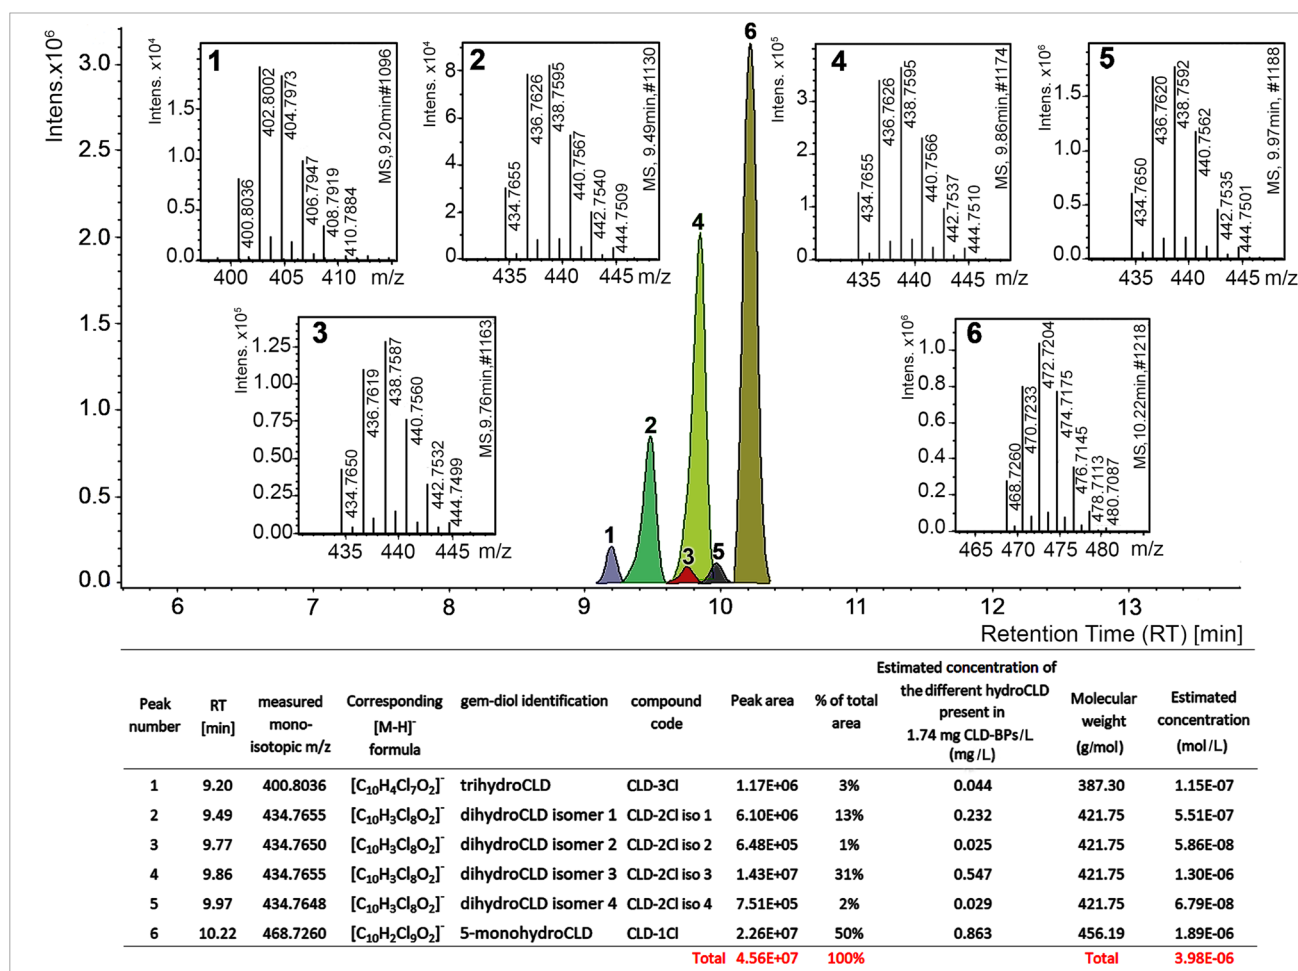 Intens.x10⁶
3.0
2.5
2.0
1.5
1.0
0.5
0.0
6 7 8 9 10 11 12 13
Retention Time (RT) [min]
1 2 3 4 5 6
1
Intens. x10⁴
1.5
1.0
0.5
0.0
400.8036
402.8002
404.7973
406.7947
408.7919
410.7884
MS,9.20min#1096
400 405 410 m/z
2
Intens. x10⁴
8
6
4
2
0
434.7655
436.7626
438.7595
440.7567
442.7540
444.7509
MS, 9.49min,#1130
435 440 445 m/z
4
Intens. x10⁵
3
2
1
0
434.7655
436.7626
438.7595
440.7566
442.7537
444.7510
MS, 9.86min,#1174
435 440 445 m/z
5
Intens. x10⁶
1.5
1.0
0.5
0.0
434.7650
436.7620
438.7592
440.7562
442.7535
444.7501
MS, 9.97min, #1188
435 440 445 m/z
3
Intens. x10⁵
1.25
1.00
0.75
0.50
0.25
0.00
434.7650
436.7619
438.7587
440.7560
442.7532
444.7499
MS,9.76min,#1163
435 440 445 m/z
6
Intens. x10⁶
1.0
0.8
0.6
0.4
0.2
0.0
468.7260
470.7233
472.7204
474.7175
476.7145
478.7113
480.7087
MS,10.22min,#1218
465 470 475 480 m/z
Peak number RT [min] measured mono-isotopic m/z Corresponding [M-H]⁻ formula gem-diol identification compound code Peak area % of total area Estimated concentration of the different hydroCLD present in 1.74 mg CLD-BPs/L (mg/L) Molecular weight (g/mol) Estimated concentration (mol/L)
1 9.20 400.8036 [C₁₀H₄Cl₇O₂]⁻ trihydroCLD CLD-3Cl 1.17E+06 3% 0.044 387.30 1.15E-07
2 9.49 434.7655 [C₁₀H₃Cl₈O₂]⁻ dihydroCLD isomer 1 CLD-2Cl iso 1 6.10E+06 13% 0.232 421.75 5.51E-07
3 9.77 434.7650 [C₁₀H₃Cl₈O₂]⁻ dihydroCLD isomer 2 CLD-2Cl iso 2 6.48E+05 1% 0.025 421.75 5.86E-08
4 9.86 434.7655 [C₁₀H₃Cl₈O₂]⁻ dihydroCLD isomer 3 CLD-2Cl iso 3 1.43E+07 31% 0.547 421.75 1.30E-06
5 9.97 434.7648 [C₁₀H₃Cl₈O₂]⁻ dihydroCLD isomer 4 CLD-2Cl iso 4 7.51E+05 2% 0.029 421.75 6.79E-08
6 10.22 468.7260 [C₁₀H₂Cl₉O₂]⁻ 5-monohydroCLD CLD-1Cl 2.26E+07 50% 0.863 456.19 1.89E-06
Total 4.56E+07 100% Total 3.98E-06